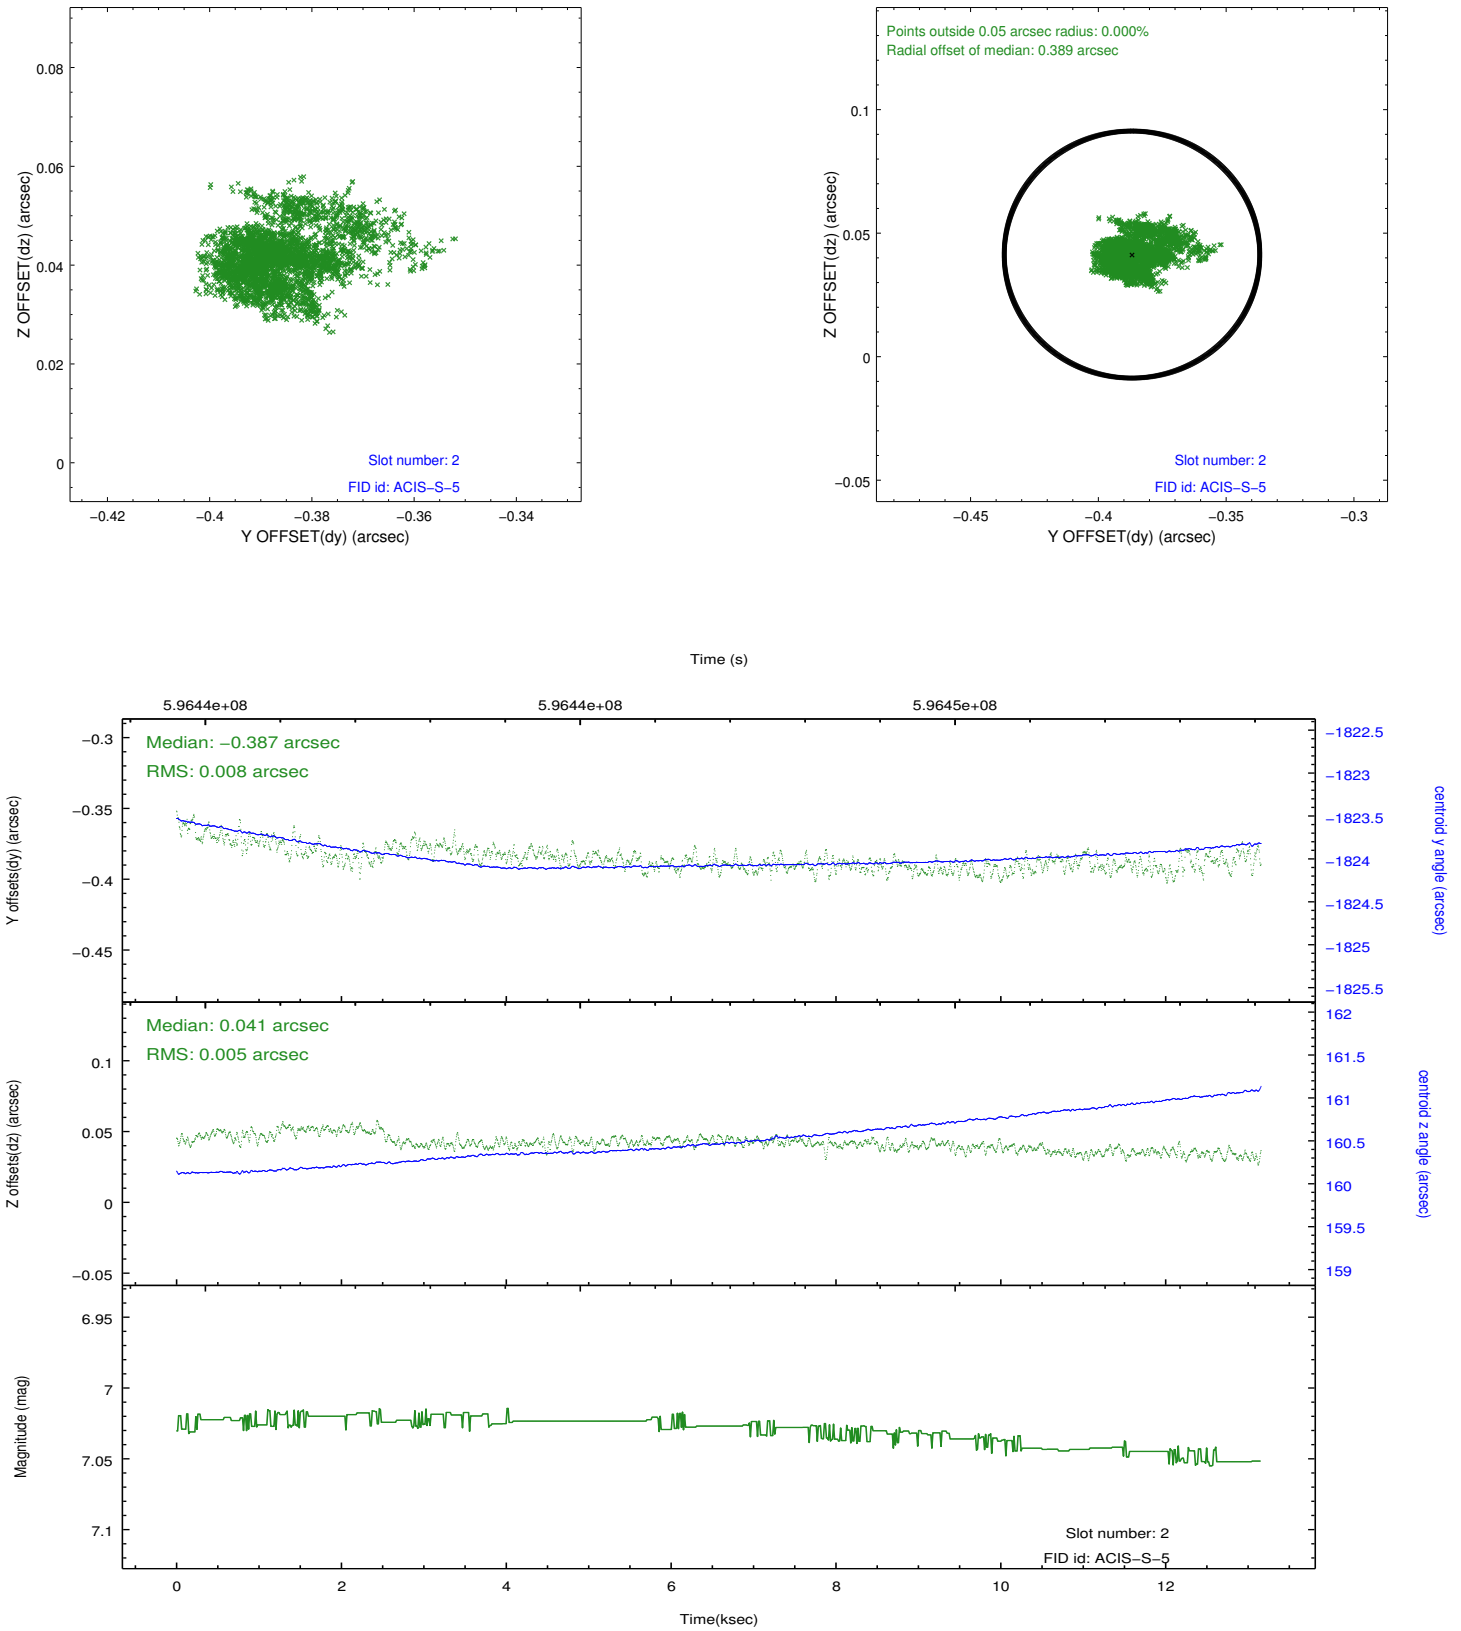 0.08
0.06
0.04
0.02
0
Z OFFSET(dz) (arcsec)
Slot number: 2
FID id: ACIS−S−5
−0.42
−0.4
−0.38
−0.36
−0.34
Y OFFSET(dy) (arcsec)
Points outside 0.05 arcsec radius: 0.000%
Radial offset of median: 0.389 arcsec
0.1
0.05
0
−0.05
Z OFFSET(dz) (arcsec)
Slot number: 2
FID id: ACIS−S−5
−0.45
−0.4
−0.35
−0.3
Y OFFSET(dy) (arcsec)
Time (s)
5.9644e+08
5.9644e+08
5.9645e+08
Median: −0.387 arcsec
RMS: 0.008 arcsec
−0.3
−0.35
−0.4
−0.45
Y offsets(dy) (arcsec)
−1822.5
−1823
−1823.5
−1824
−1824.5
−1825
−1825.5
centroid y angle (arcsec)
Median: 0.041 arcsec
RMS: 0.005 arcsec
0.1
0.05
0
−0.05
Z offsets(dz) (arcsec)
162
161.5
161
160.5
160
159.5
159
centroid z angle (arcsec)
6.95
7
7.05
7.1
Magnitude (mag)
Slot number: 2
FID id: ACIS−S−5
0
2
4
6
8
10
12
Time(ksec)